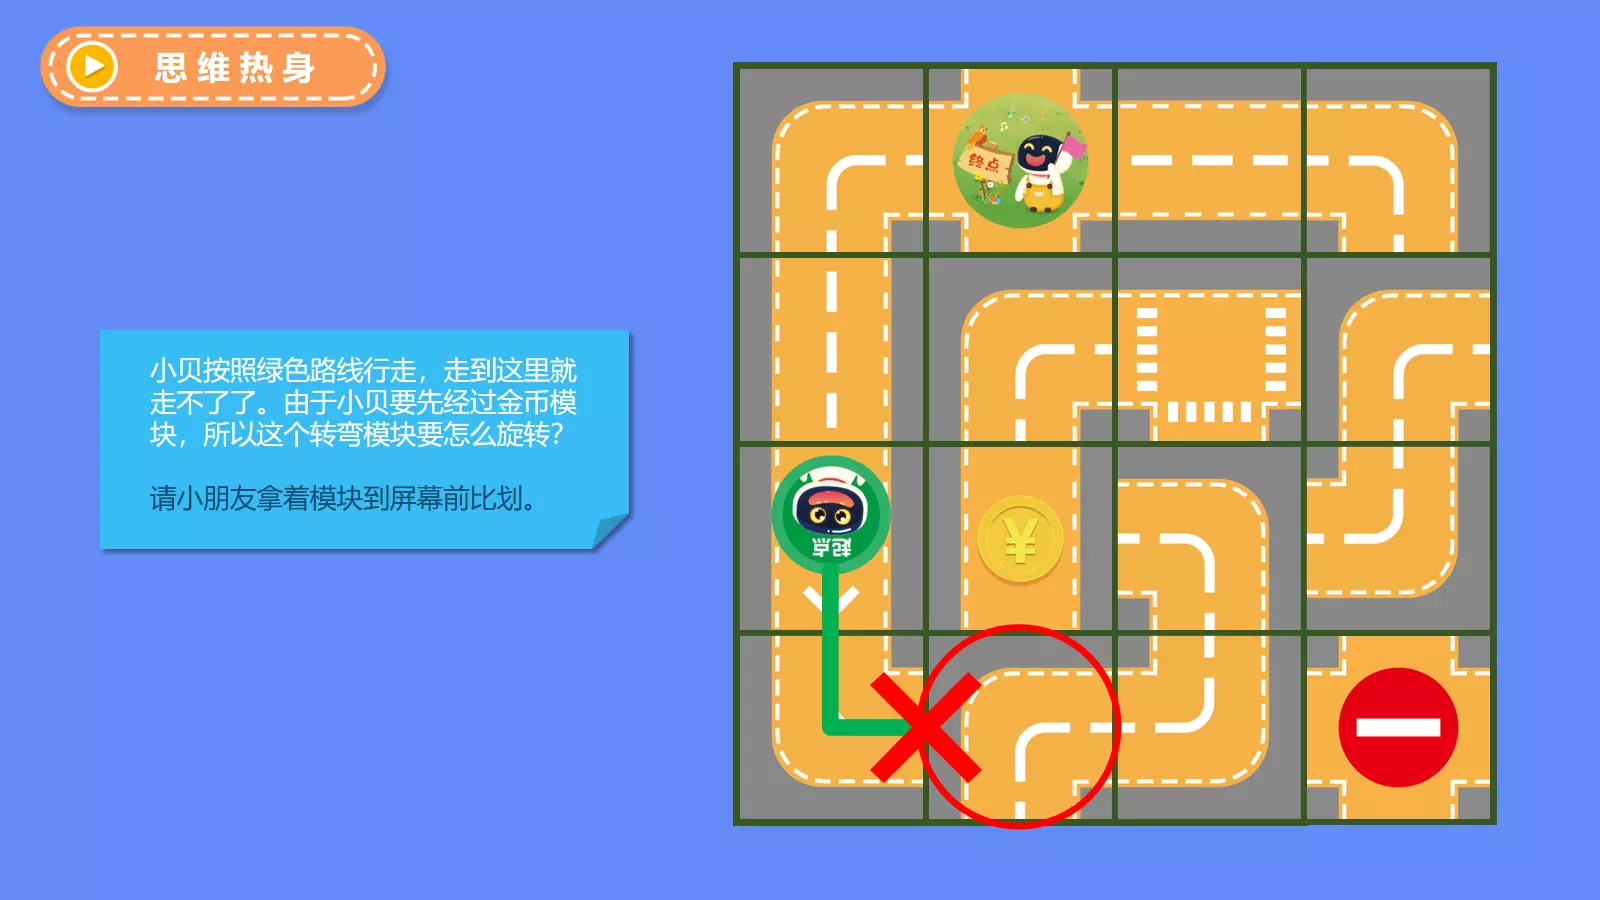 思维热身
终点
小贝按照绿色路线行走，走到这里就
走不了了。由于小贝要先经过金币模
块，所以这个转弯模块要怎么旋转？
请小朋友拿着模块到屏幕前比划。
起点
¥